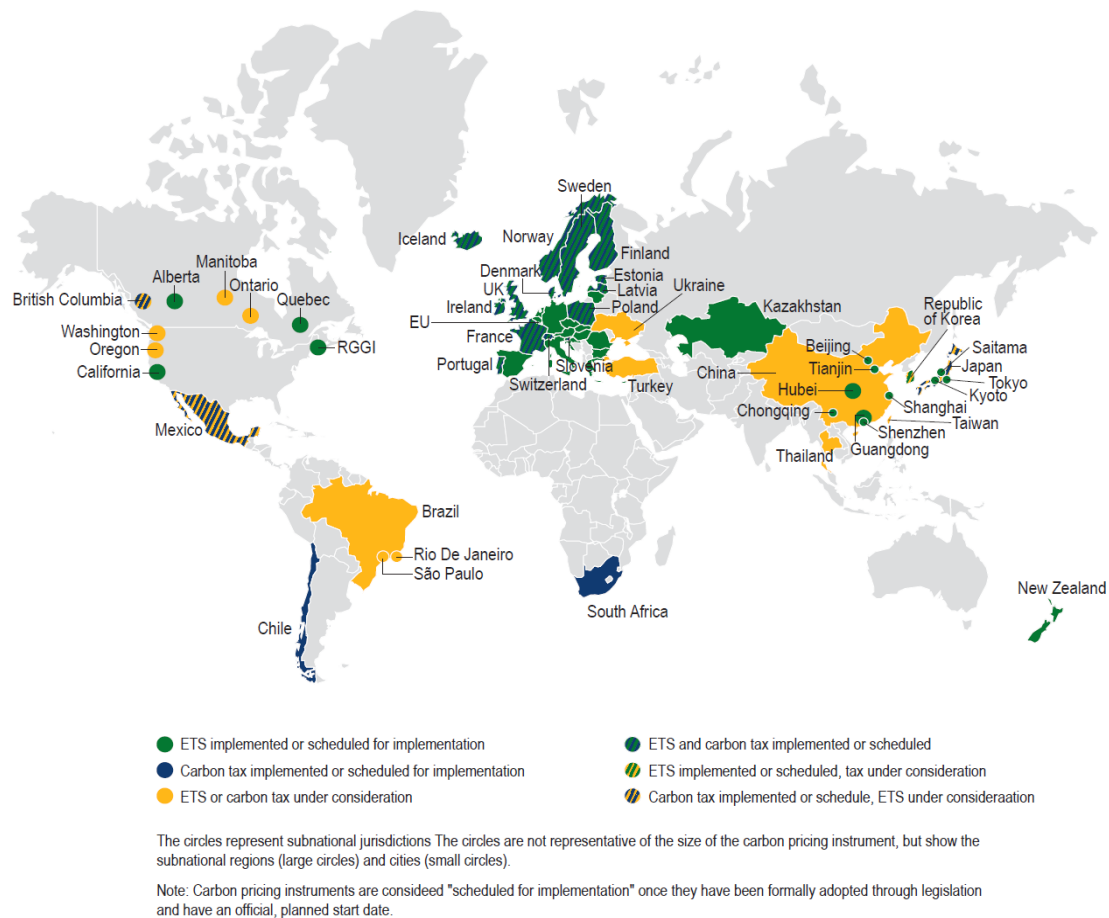 Sweden
Iceland
Norway
Finland
Manitoba
Denmark
Estonia
Alberta
Ontario
UK
Latvia
Ukraine
British Columbia
Quebec
Ireland
Poland
Kazakhstan
Republic
of Korea
EU
Washington
France
Beijing
Saitama
Oregon
RGGI
Tianjin
Japan
California
Portugal
Slovenia
China
Switzerland
Turkey
Hubei
Tokyo
Kyoto
Mexico
Chongqing
Shanghai
Taiwan
Shenzhen
Thailand
Guangdong
Brazil
Rio De Janeiro
São Paulo
South Africa
New Zealand
Chile
ETS implemented or scheduled for implementation
Carbon tax implemented or scheduled for implementation
ETS or carbon tax under consideration
ETS and carbon tax implemented or scheduled
ETS implemented or scheduled, tax under consideration
Carbon tax implemented or schedule, ETS under consideraation
The circles represent subnational jurisdictions The circles are not representative of the size of the carbon pricing instrument, but show the
subnational regions (large circles) and cities (small circles).
Note: Carbon pricing instruments are consideed "scheduled for implementation" once they have been formally adopted through legislation
and have an official, planned start date.